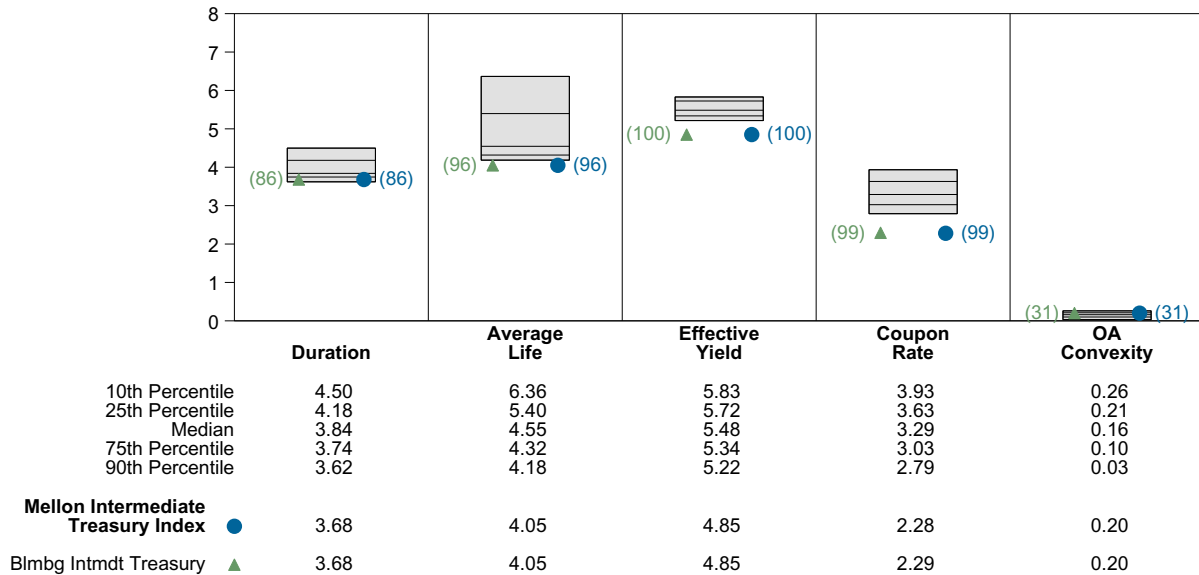 8
7
6
5
4
3
2
1
0
(86) (86)
(96) (96)
(100) (100)
(99) (99)
(31) (31)
Duration Average Life Effective Yield Coupon Rate OA Convexity
10th Percentile 4.50 6.36 5.83 3.93 0.26
25th Percentile 4.18 5.40 5.72 3.63 0.21
Median 3.84 4.55 5.48 3.29 0.16
75th Percentile 3.74 4.32 5.34 3.03 0.10
90th Percentile 3.62 4.18 5.22 2.79 0.03
Mellon Intermediate
Treasury Index 3.68 4.05 4.85 2.28 0.20
Blmbg Intmdt Treasury 3.68 4.05 4.85 2.29 0.20